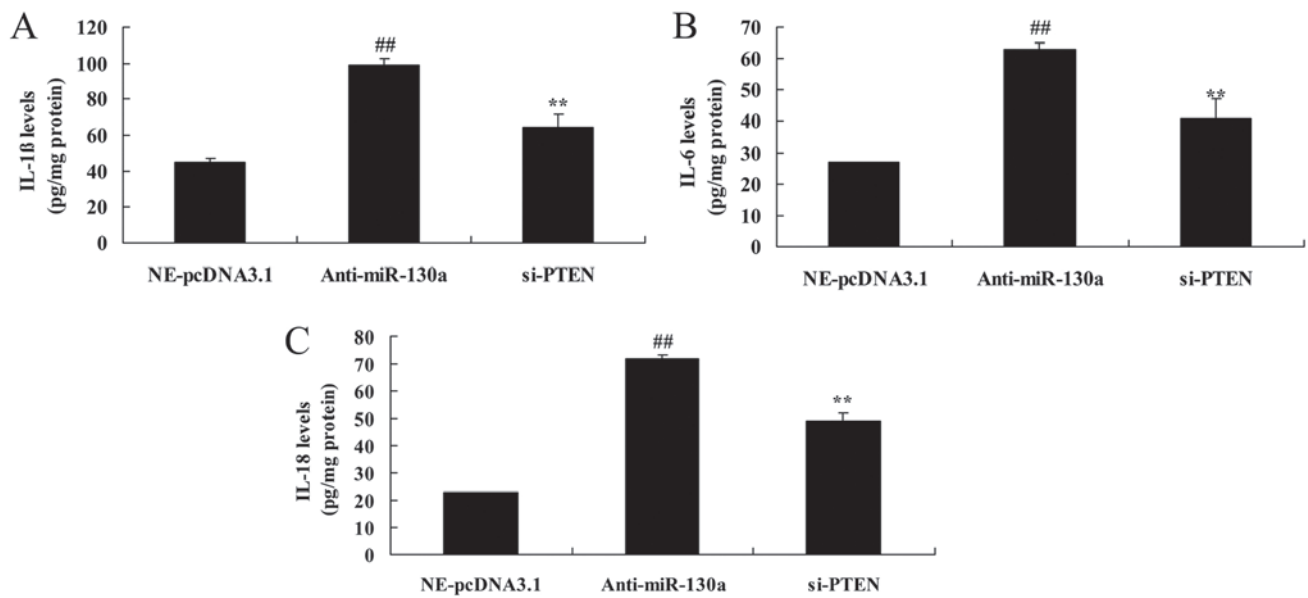 A
IL-1ß levels
(pg/mg protein)
120
100
80
60
40
20
0
##
**
NE-pcDNA3.1
Anti-miR-130a
si-PTEN
B
IL-6 levels
(pg/mg protein)
70
60
50
40
30
20
10
0
##
**
NE-pcDNA3.1
Anti-miR-130a
si-PTEN
C
IL-18 levels
(pg/mg protein)
80
70
60
50
40
30
20
10
0
##
**
NE-pcDNA3.1
Anti-miR-130a
si-PTEN